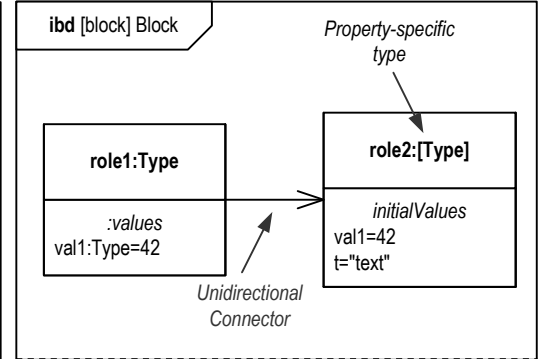 ibd [block] Block
Property-specific
type
role1:Type
role2:[Type]
:values
val1:Type=42
initialValues
val1=42
t="text"
Unidirectional
Connector